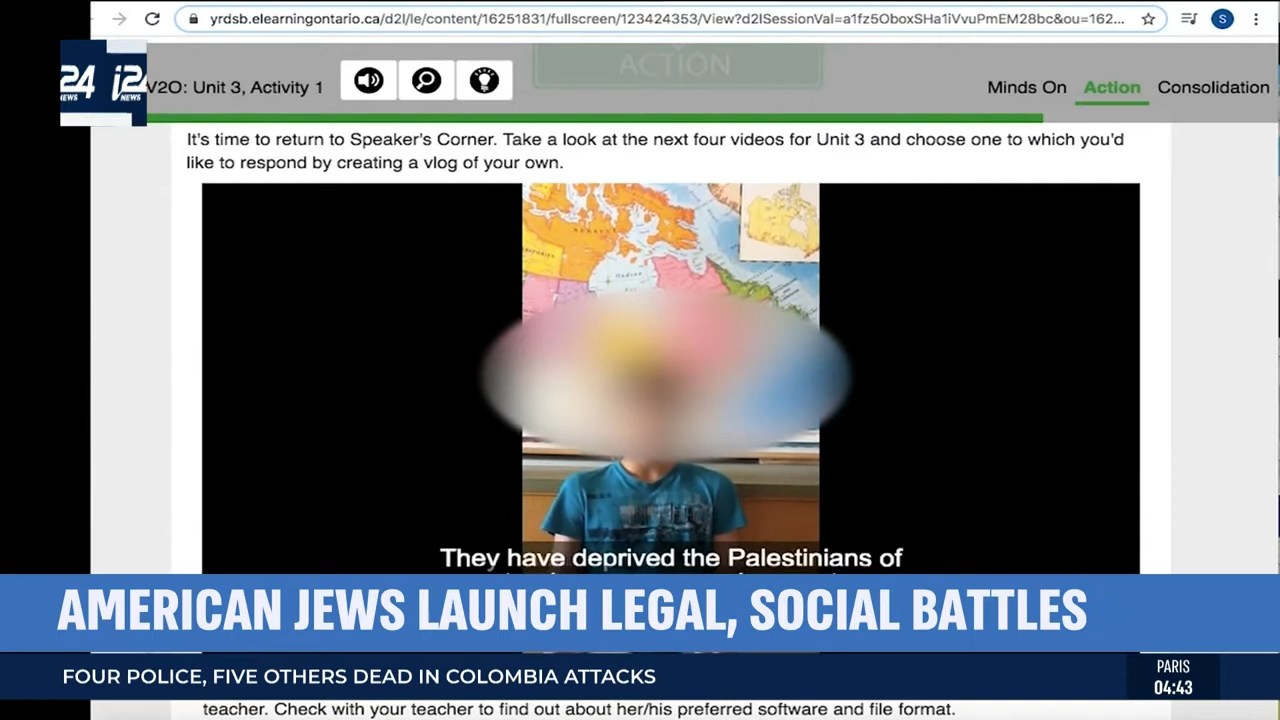 yrdsb.elearningontario.ca/d2l/le/content/16251831/fullscreen/123424353/View?d2lSessionVal=a1fz5OboxSHa1iVvuPmEM28bc&ou=162...
S
ACTION
24 i24
NEWS NEWS
V2O: Unit 3, Activity 1
Minds On Action Consolidation
It's time to return to Speaker's Corner. Take a look at the next four videos for Unit 3 and choose one to which you'd
like to respond by creating a vlog of your own.
Hudson
They have deprived the Palestinians of
AMERICAN JEWS LAUNCH LEGAL, SOCIAL BATTLES
FOUR POLICE, FIVE OTHERS DEAD IN COLOMBIA ATTACKS
PARIS
04:43
teacher. Check with your teacher to find out about her/his preferred software and file format.